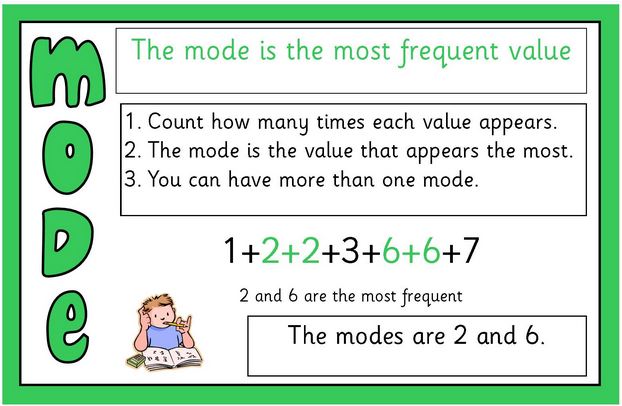 mode
The mode is the most frequent value
1. Count how many times each value appears.
2. The mode is the value that appears the most.
3. You can have more than one mode.
1+2+2+3+6+6+7
2 and 6 are the most frequent
The modes are 2 and 6.